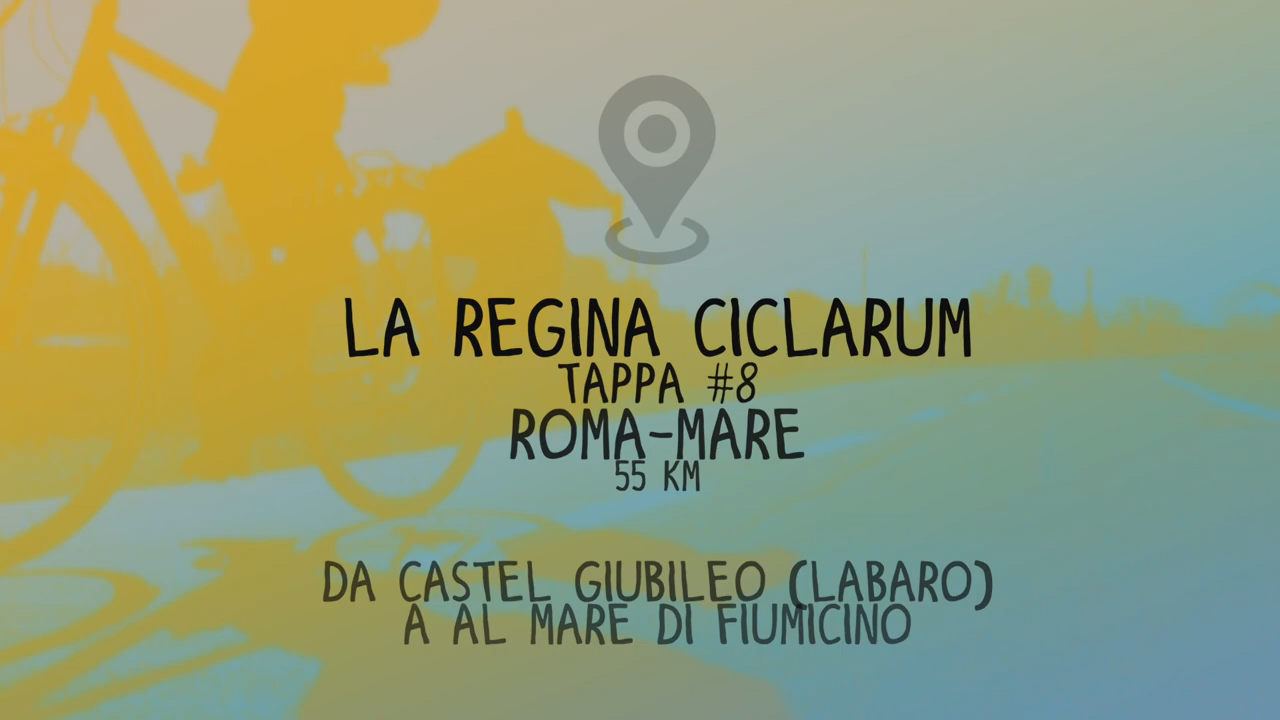 LA REGINA CICLARUM
TAPPA #8
ROMA-MARE
55 KM
DA CASTEL GIUBILEO (LABARO)
A AL MARE DI FIUMICINO